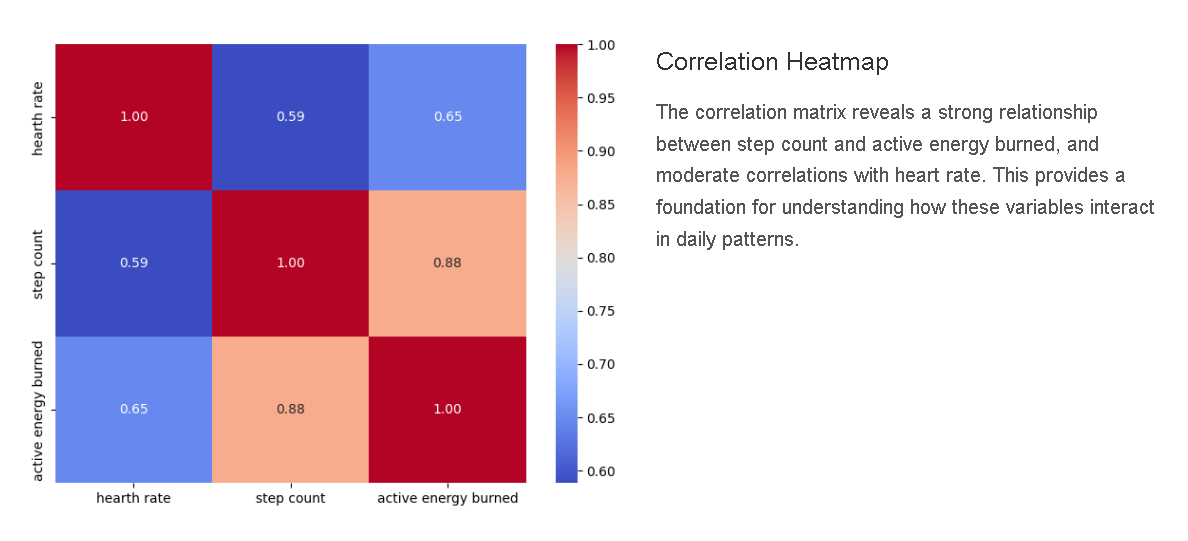 hearth rate
1.00
0.59
0.65
step count
0.59
1.00
0.88
active energy burned
0.65
0.88
1.00
hearth rate
step count
active energy burned
1.00
0.95
0.90
0.85
0.80
0.75
0.70
0.65
0.60
Correlation Heatmap
The correlation matrix reveals a strong relationship
between step count and active energy burned, and
moderate correlations with heart rate. This provides a
foundation for understanding how these variables interact
in daily patterns.